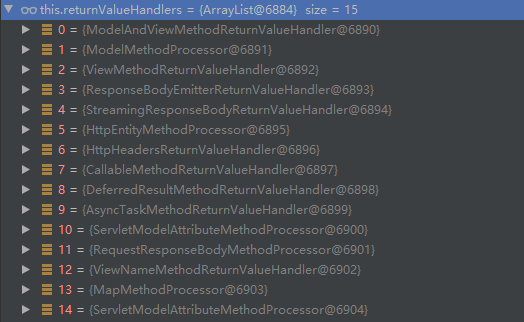 this.returnValueHandlers = {ArrayList@6884} size = 15
0 = {ModelAndViewMethodReturnValueHandler@6890}
1 = {ModelMethodProcessor@6891}
2 = {ViewMethodReturnValueHandler@6892}
3 = {ResponseBodyEmitterReturnValueHandler@6893}
4 = {StreamingResponseBodyReturnValueHandler@6894}
5 = {HttpEntityMethodProcessor@6895}
6 = {HttpHeadersReturnValueHandler@6896}
7 = {CallableMethodReturnValueHandler@6897}
8 = {DeferredResultMethodReturnValueHandler@6898}
9 = {AsyncTaskMethodReturnValueHandler@6899}
10 = {ServletModelAttributeMethodProcessor@6900}
11 = {RequestResponseBodyMethodProcessor@6901}
12 = {ViewNameMethodReturnValueHandler@6902}
13 = {MapMethodProcessor@6903}
14 = {ServletModelAttributeMethodProcessor@6904}